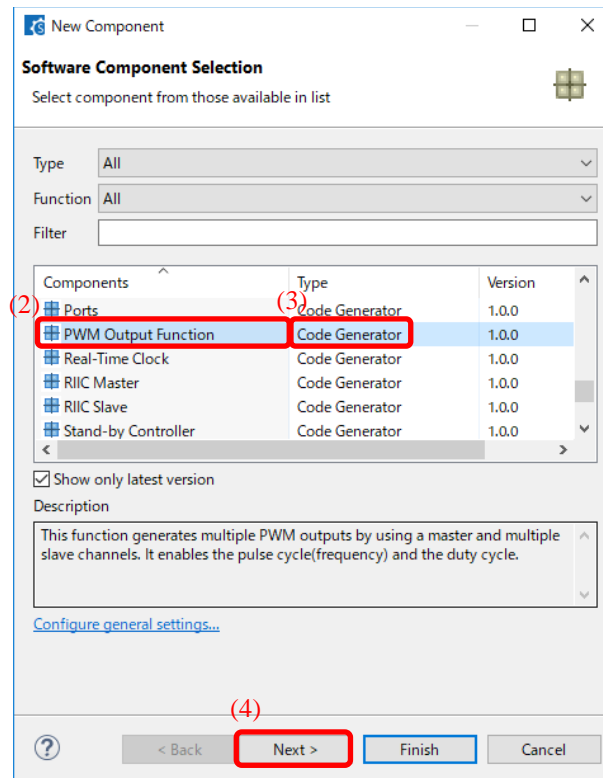 New Component
Software Component Selection
Select component from those available in list
Type All
Function All
Filter
Components Type Version
(2) Ports (3) Code Generator 1.0.0
PWM Output Function Code Generator 1.0.0
Real-Time Clock Code Generator 1.0.0
RIIC Master Code Generator 1.0.0
RIIC Slave Code Generator 1.0.0
Stand-by Controller Code Generator 1.0.0
Show only latest version
Description
This function generates multiple PWM outputs by using a master and multiple
slave channels. It enables the pulse cycle(frequency) and the duty cycle.
Configure general settings...
(4)
? < Back Next > Finish Cancel